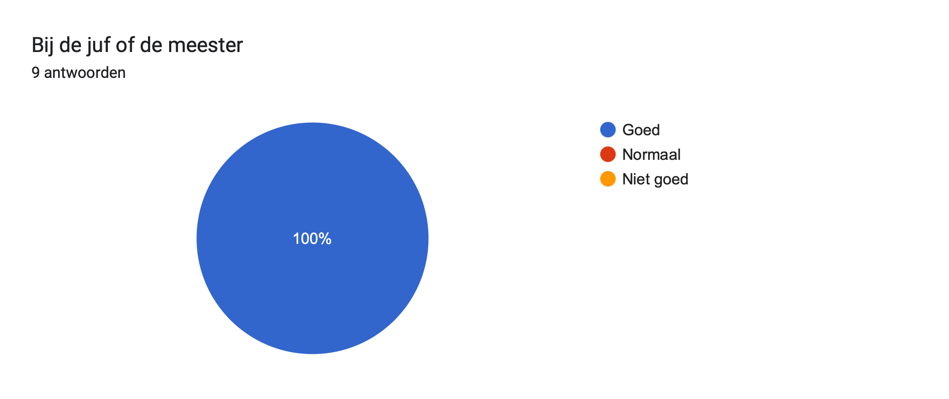 Bij de juf of de meester
9 antwoorden
Goed
Normaal
Niet goed
100%